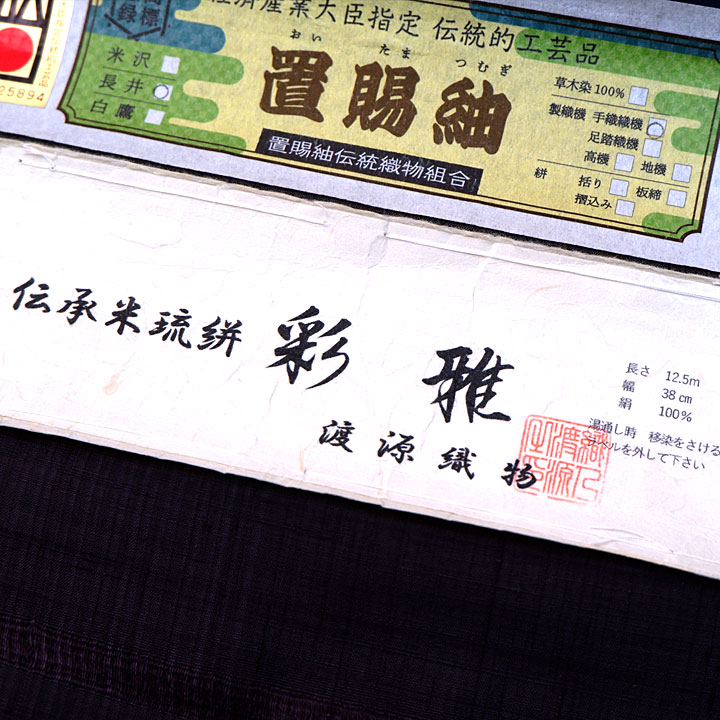 登録商標
経済産業大臣指定 伝統的工芸品
25894
おいたまつむぎ
置賜紬
米沢
長井
白鷹
草木染100%
製織機 手織織機
足踏織機
高機 地機
絣 括り 板締
摺込み
置賜紬伝統織物組合
伝承米琉絣 彩雅
渡源織物
長さ 12.5m
幅 38㎝
絹 100%
湯通し時 移染をさける
ラベルを外して下さい